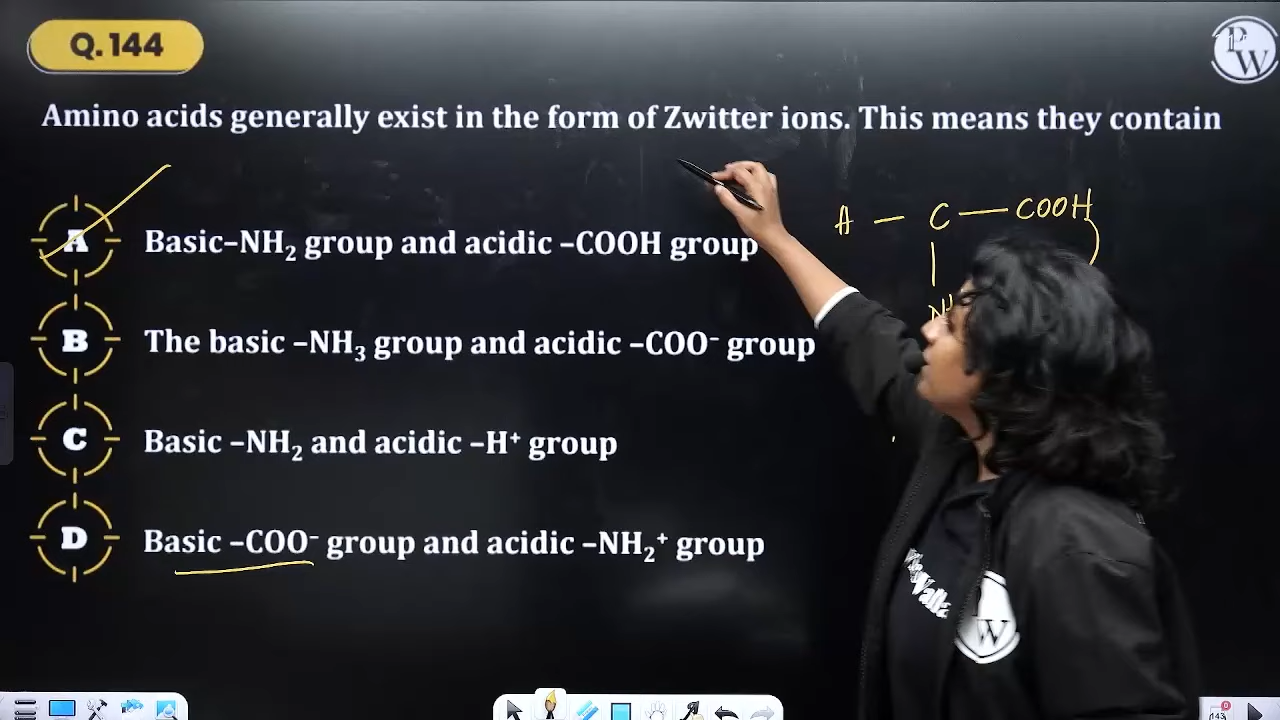 Q. 144
PW
Amino acids generally exist in the form of Zwitter ions. This means they contain
A Basic–NH₂ group and acidic –COOH group
B The basic –NH₃ group and acidic –COO⁻ group
C Basic –NH₂ and acidic –H⁺ group
D Basic –COO⁻ group and acidic –NH₂⁺ group
A — C — COOH
W